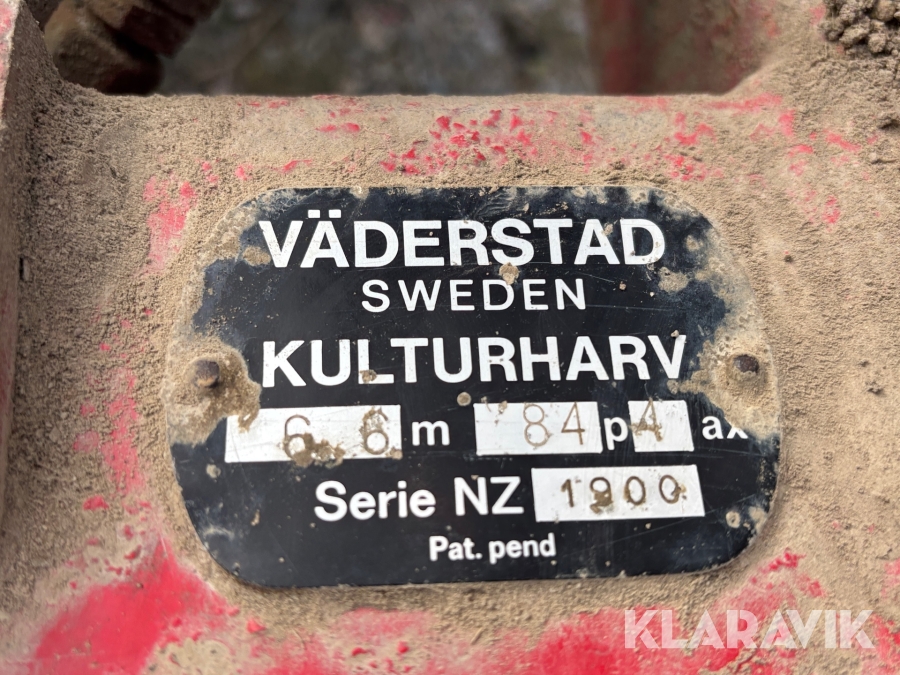 VÄDERSTAD
SWEDEN
KULTURHARV
6 6 m 84 p 4 ax
Serie NZ 1900
Pat. pend
KLARAVIK